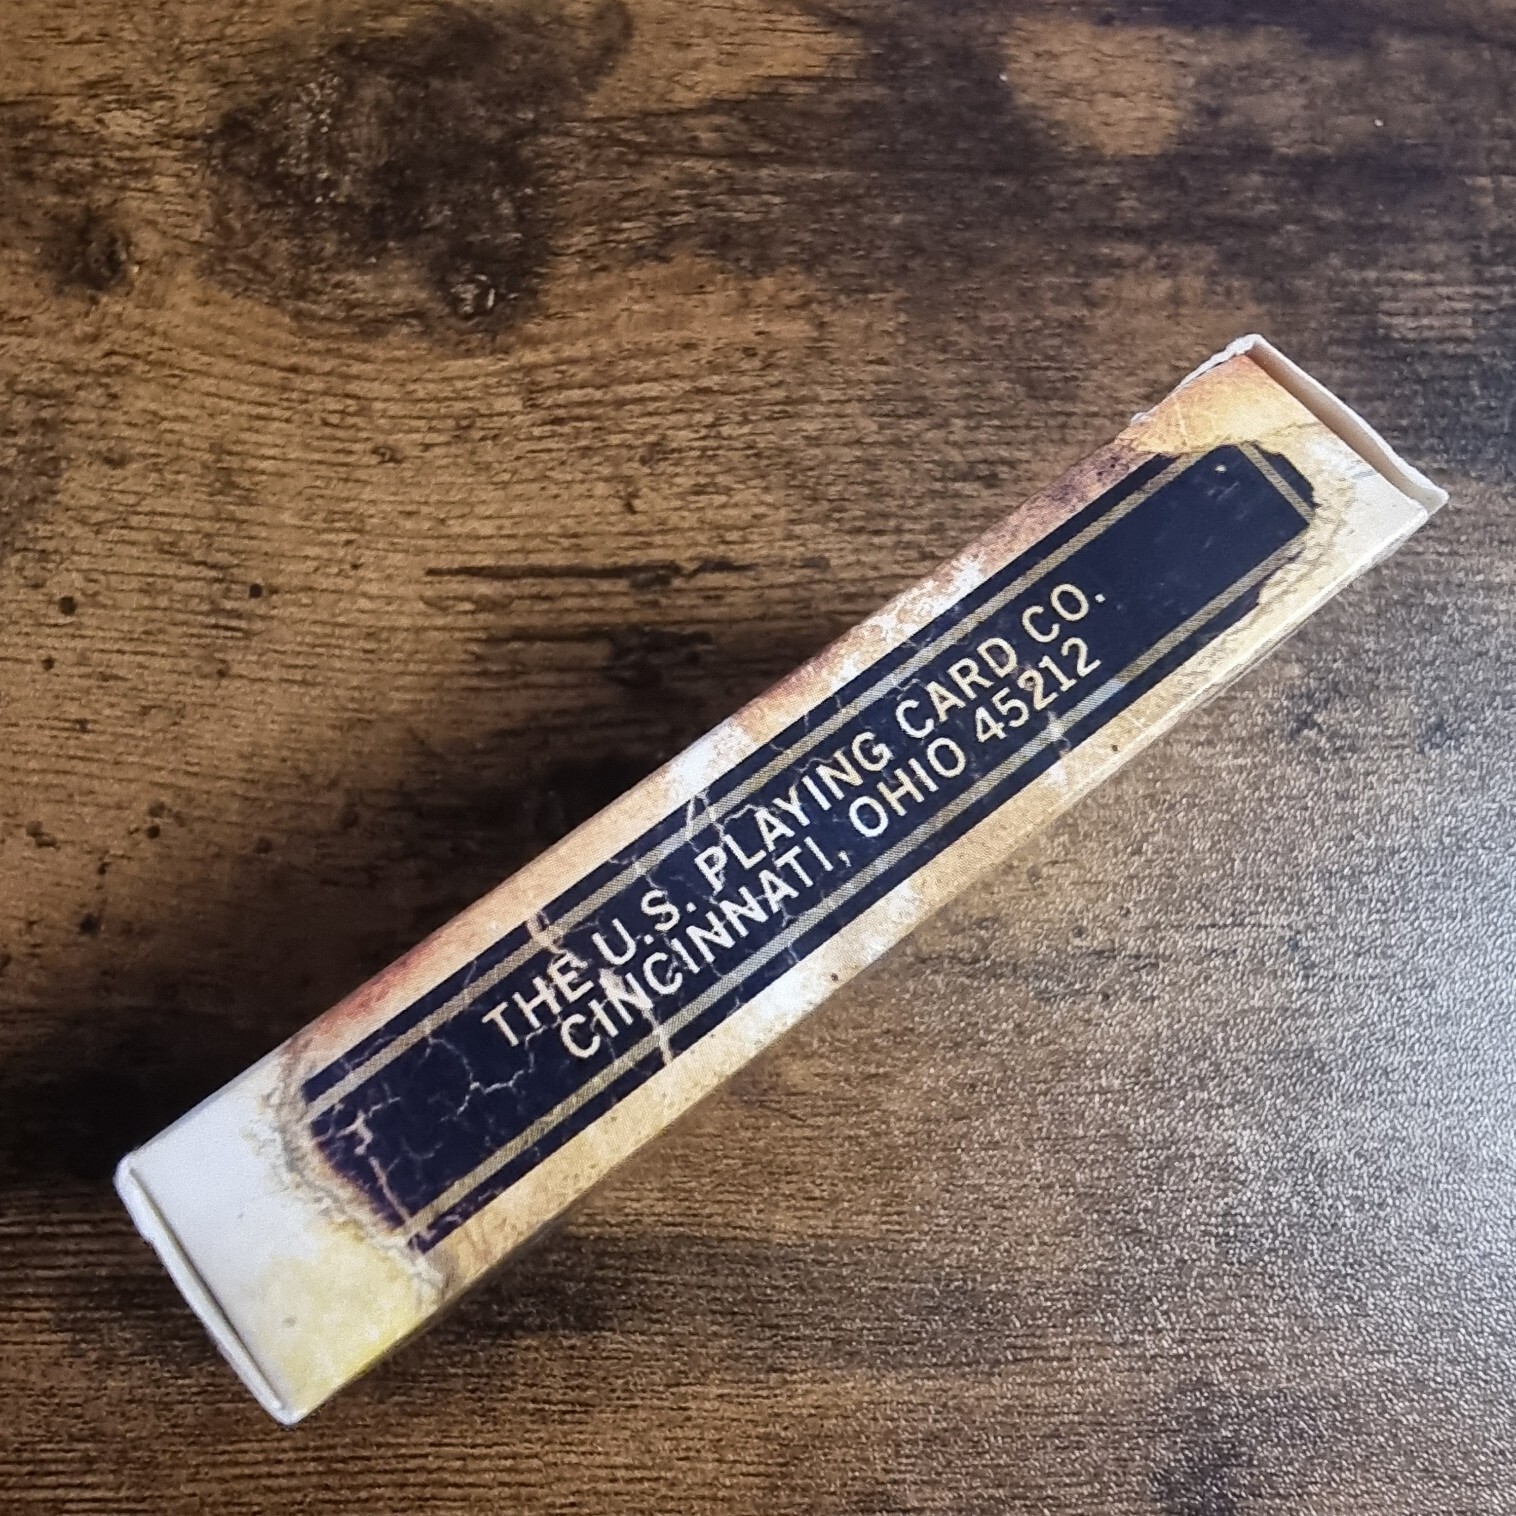 THE U.S. PLAYING CARD CO.
CINCINNATI, OHIO 45212